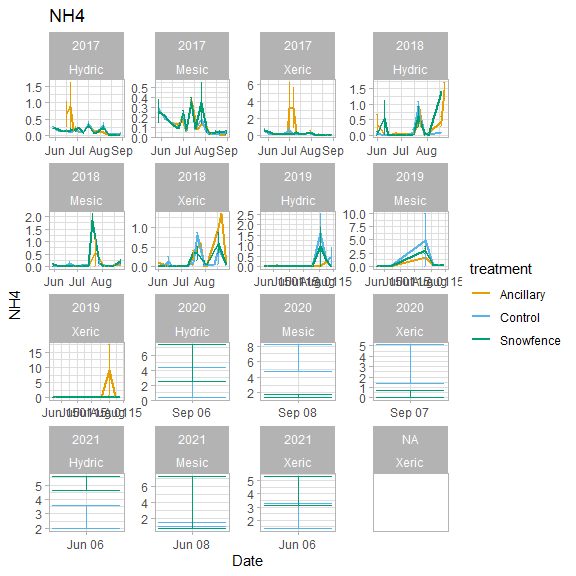 NH4
2017 2017 2017 2018
Hydric Mesic Xeric Hydric
1.5 0.5 6 1.5
1.0 0.4 4 1.0
0.3
0.5 0.2 2 0.5
0.1
0.0 0.0 0 0.0
Jun Jul Aug Sep Jun Jul Aug Sep Jun Jul Aug Sep Jun Jul Aug
2018 2018 2019 2019
Mesic Xeric Hydric Mesic
2.0 1.0 2.5 10.0
1.5 2.0 7.5
1.0 0.5 1.5 5.0
0.5 1.0 2.5
0.5
0.0 0.0 0.0 0.0
Jun Jul Aug Jun Jul Aug
2019 2020 2020 2020
Xeric Hydric Mesic Xeric
15 6 8 5
10 4 6 4
5 2 4 3
0 2 2
1
0
Sep 06 Sep 08 Sep 07
2021 2021 2021 NA
Hydric Mesic Xeric Xeric
5 6 5
4 4 4
3 2 3
2 2
Jun 06 Jun 08 Jun 06
Date
NH4
treatment
Ancillary
Control
Snowfence